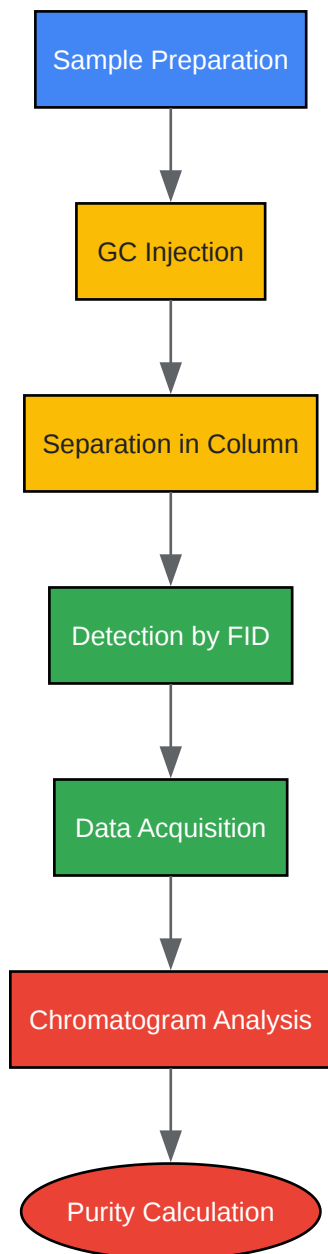 Sample Preparation
GC Injection
Separation in Column
Detection by FID
Data Acquisition
Chromatogram Analysis
Purity Calculation